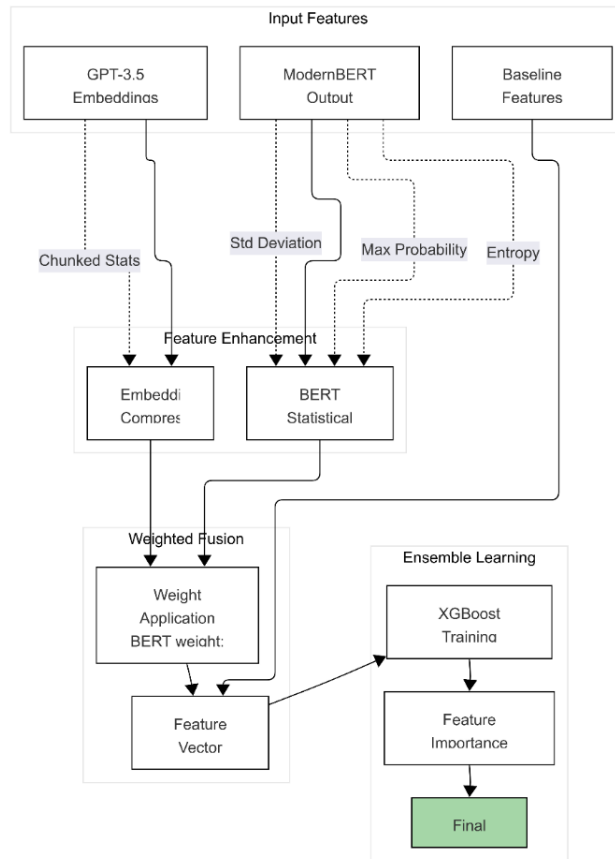 Input Features
GPT-3.5
Embeddings
ModernBERT
Output
Baseline
Features
Std Deviation
Max Probability
Entropy
Chunked Stats
Feature Enhancement
Embeddi
Compres
BERT
Statistical
Weighted Fusion
Weight
Application
BERT weight:
Feature
Vector
Ensemble Learning
XGBoost
Training
Feature
Importance
Final